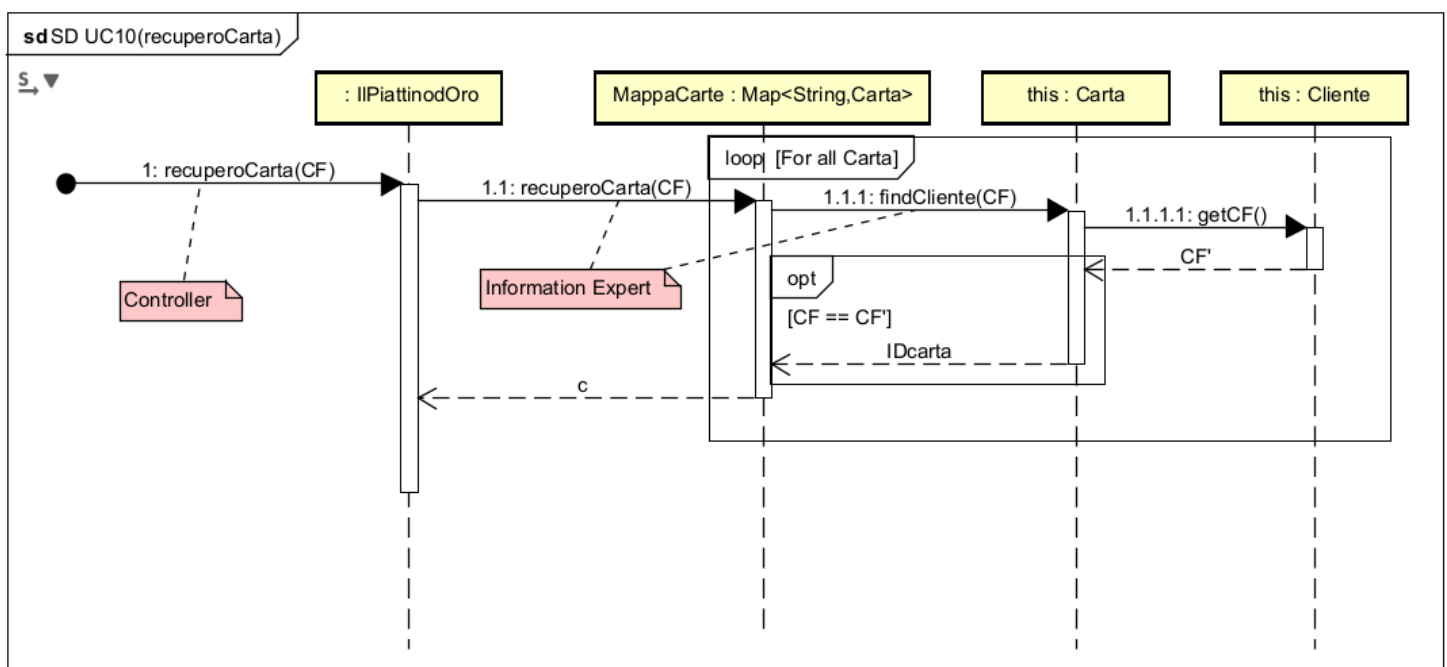 sd SD UC10(recuperoCarta)
S
: IlPiattinodOro
MappaCarte : Map<String,Carta>
this : Carta
this : Cliente
loop [For all Carta]
1: recuperoCarta(CF)
1.1: recuperoCarta(CF)
1.1.1: findCliente(CF)
1.1.1.1: getCF()
CF'
Controller
Information Expert
opt
[CF == CF']
IDcarta
c